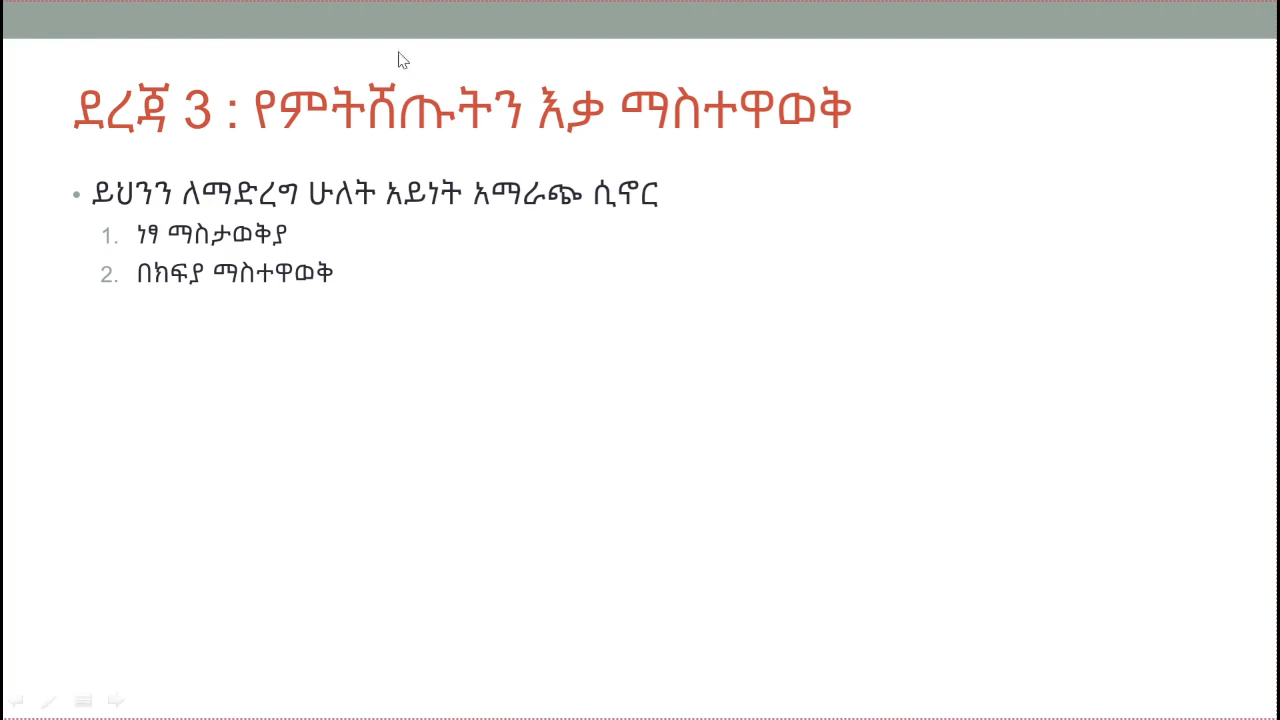 ደረጃ 3 : የምትሸጡትን እቃ ማስተዋወቅ
• ይህንን ለማድረግ ሁለት አይነት አማራጭ ሲኖር
1. ነፃ ማስታወቅያ
2. በክፍያ ማስተዋወቅ